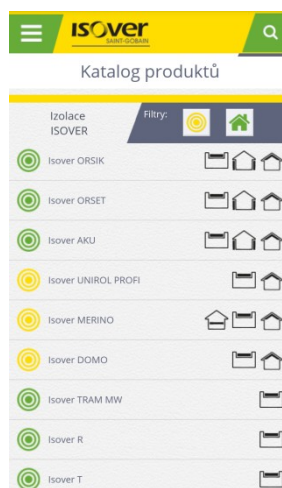 ISOVER
SAINT-GOBAIN
Katalog produktů
Izolace
ISOVER
Filtry:
Isover ORSIK
Isover ORSET
Isover AKU
Isover UNIROL PROFI
Isover MERINO
Isover DOMO
Isover TRAM MW
Isover R
Isover T